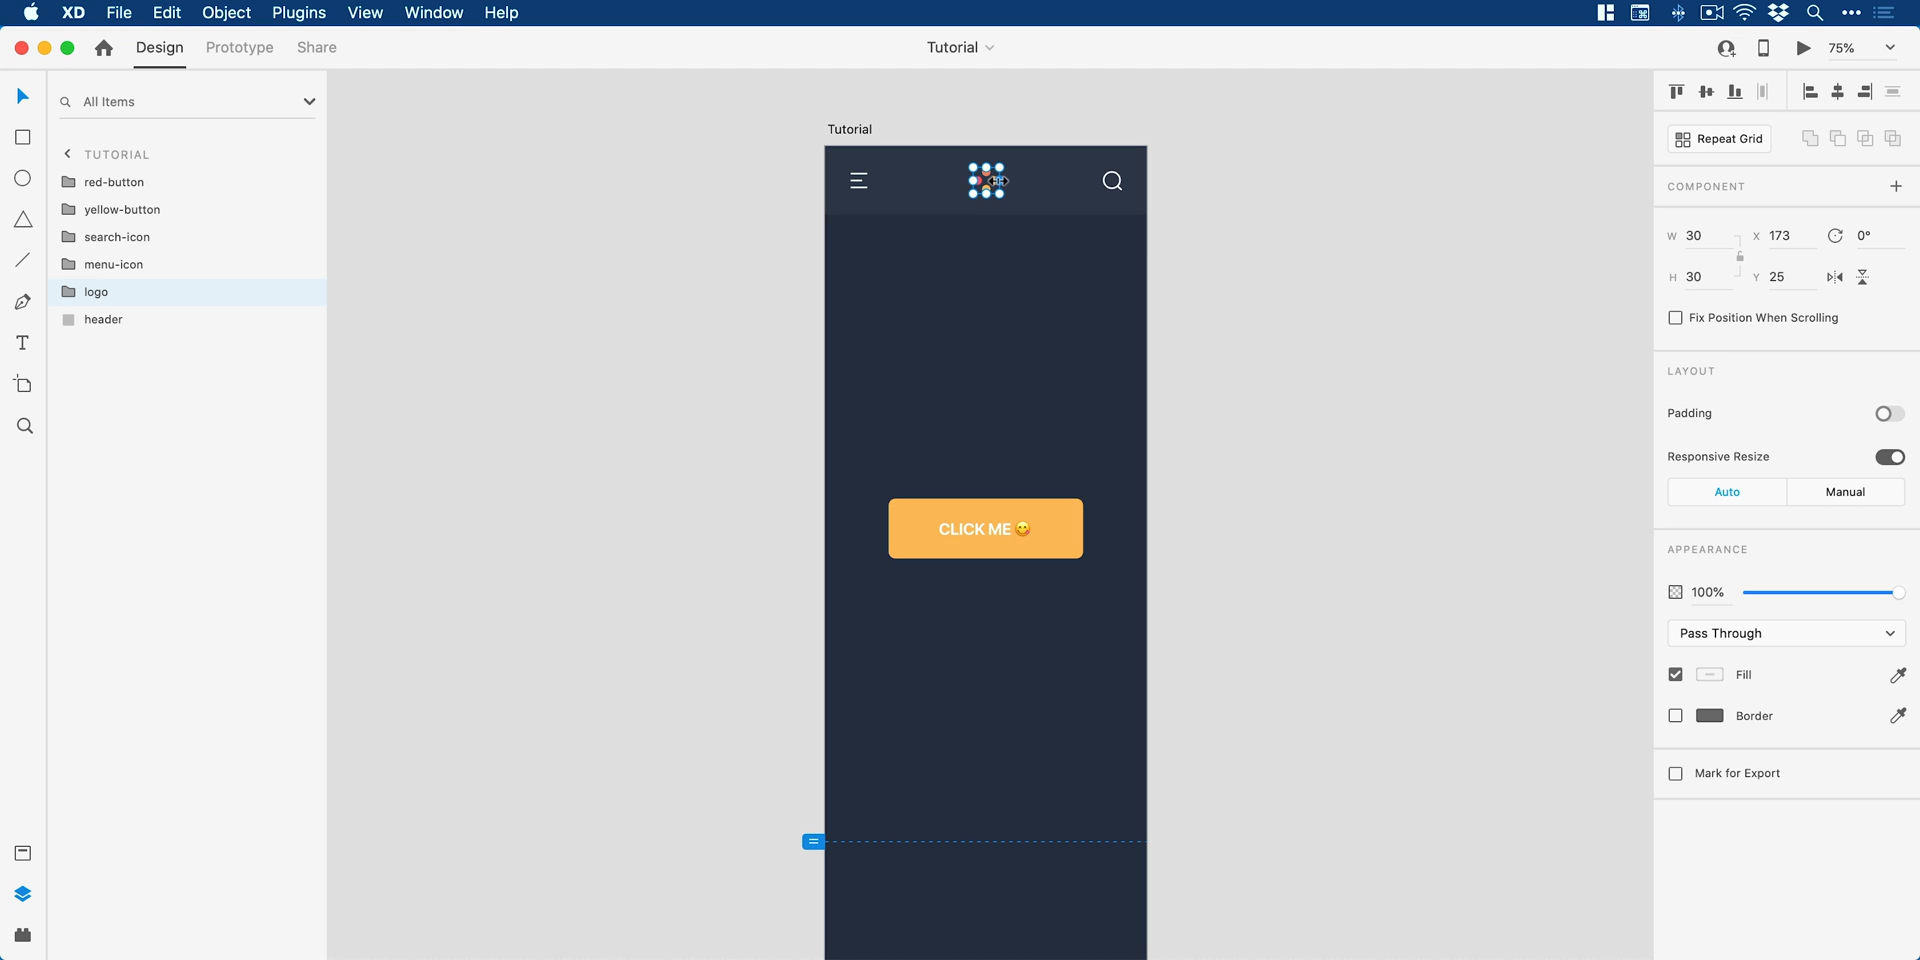 XD File Edit Object Plugins View Window Help
Design Prototype Share
Tutorial
75%
All Items
TUTORIAL
red-button
yellow-button
search-icon
menu-icon
logo
header
Tutorial
CLICK ME 😋
Repeat Grid
COMPONENT
W 30 X 173 0°
H 30 Y 25
Fix Position When Scrolling
LAYOUT
Padding
Responsive Resize
Auto Manual
APPEARANCE
100%
Pass Through
Fill
Border
Mark for Export